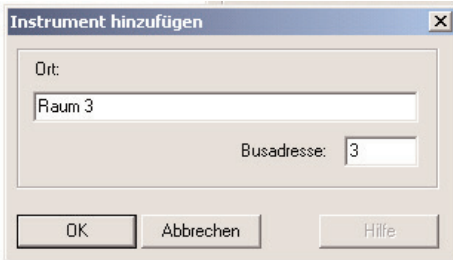 Instrument hinzufügen
Ort:
Raum 3
Busadresse: 3
OK Abbrechen Hilfe